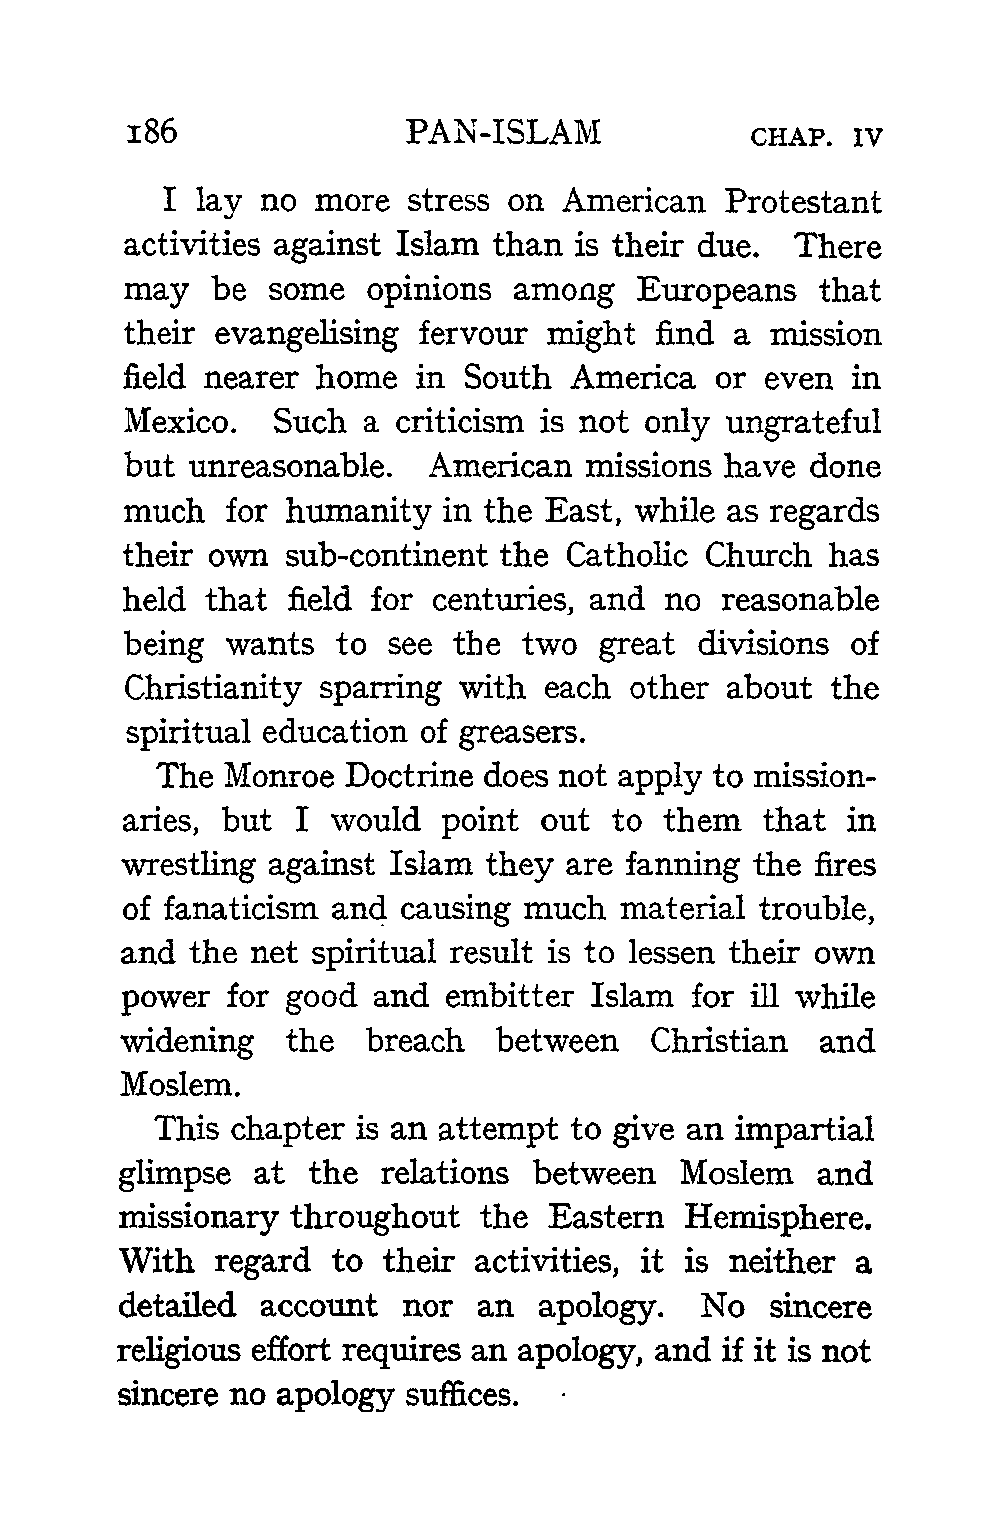 186 PAN-ISLAM CHAP. IV
I lay no more stress on American Protestant
activities against Islam than is their due. There
may be some opinions among Europeans that
their evangelising fervour might find a mission
field nearer home in South America or even in
Mexico. Such a criticism is not only ungrateful
but unreasonable. American missions have done
much for humanity in the East, while as regards
their own sub-continent the Catholic Church has
held that field for centuries, and no reasonable
being wants to see the two great divisions of
Christianity sparring with each other about the
spiritual education of greasers.
The Monroe Doctrine does not apply to mission-
aries, but I would point out to them that in
wrestling against Islam they are fanning the fires
of fanaticism and causing much material trouble,
and the net spiritual result is to lessen their own
power for good and embitter Islam for ill while
widening the breach between Christian and
Moslem.
This chapter is an attempt to give an impartial
glimpse at the relations between Moslem and
missionary throughout the Eastern Hemisphere.
With regard to their activities, it is neither a
detailed account nor an apology. No sincere
religious effort requires an apology, and if it is not
sincere no apology suffices.